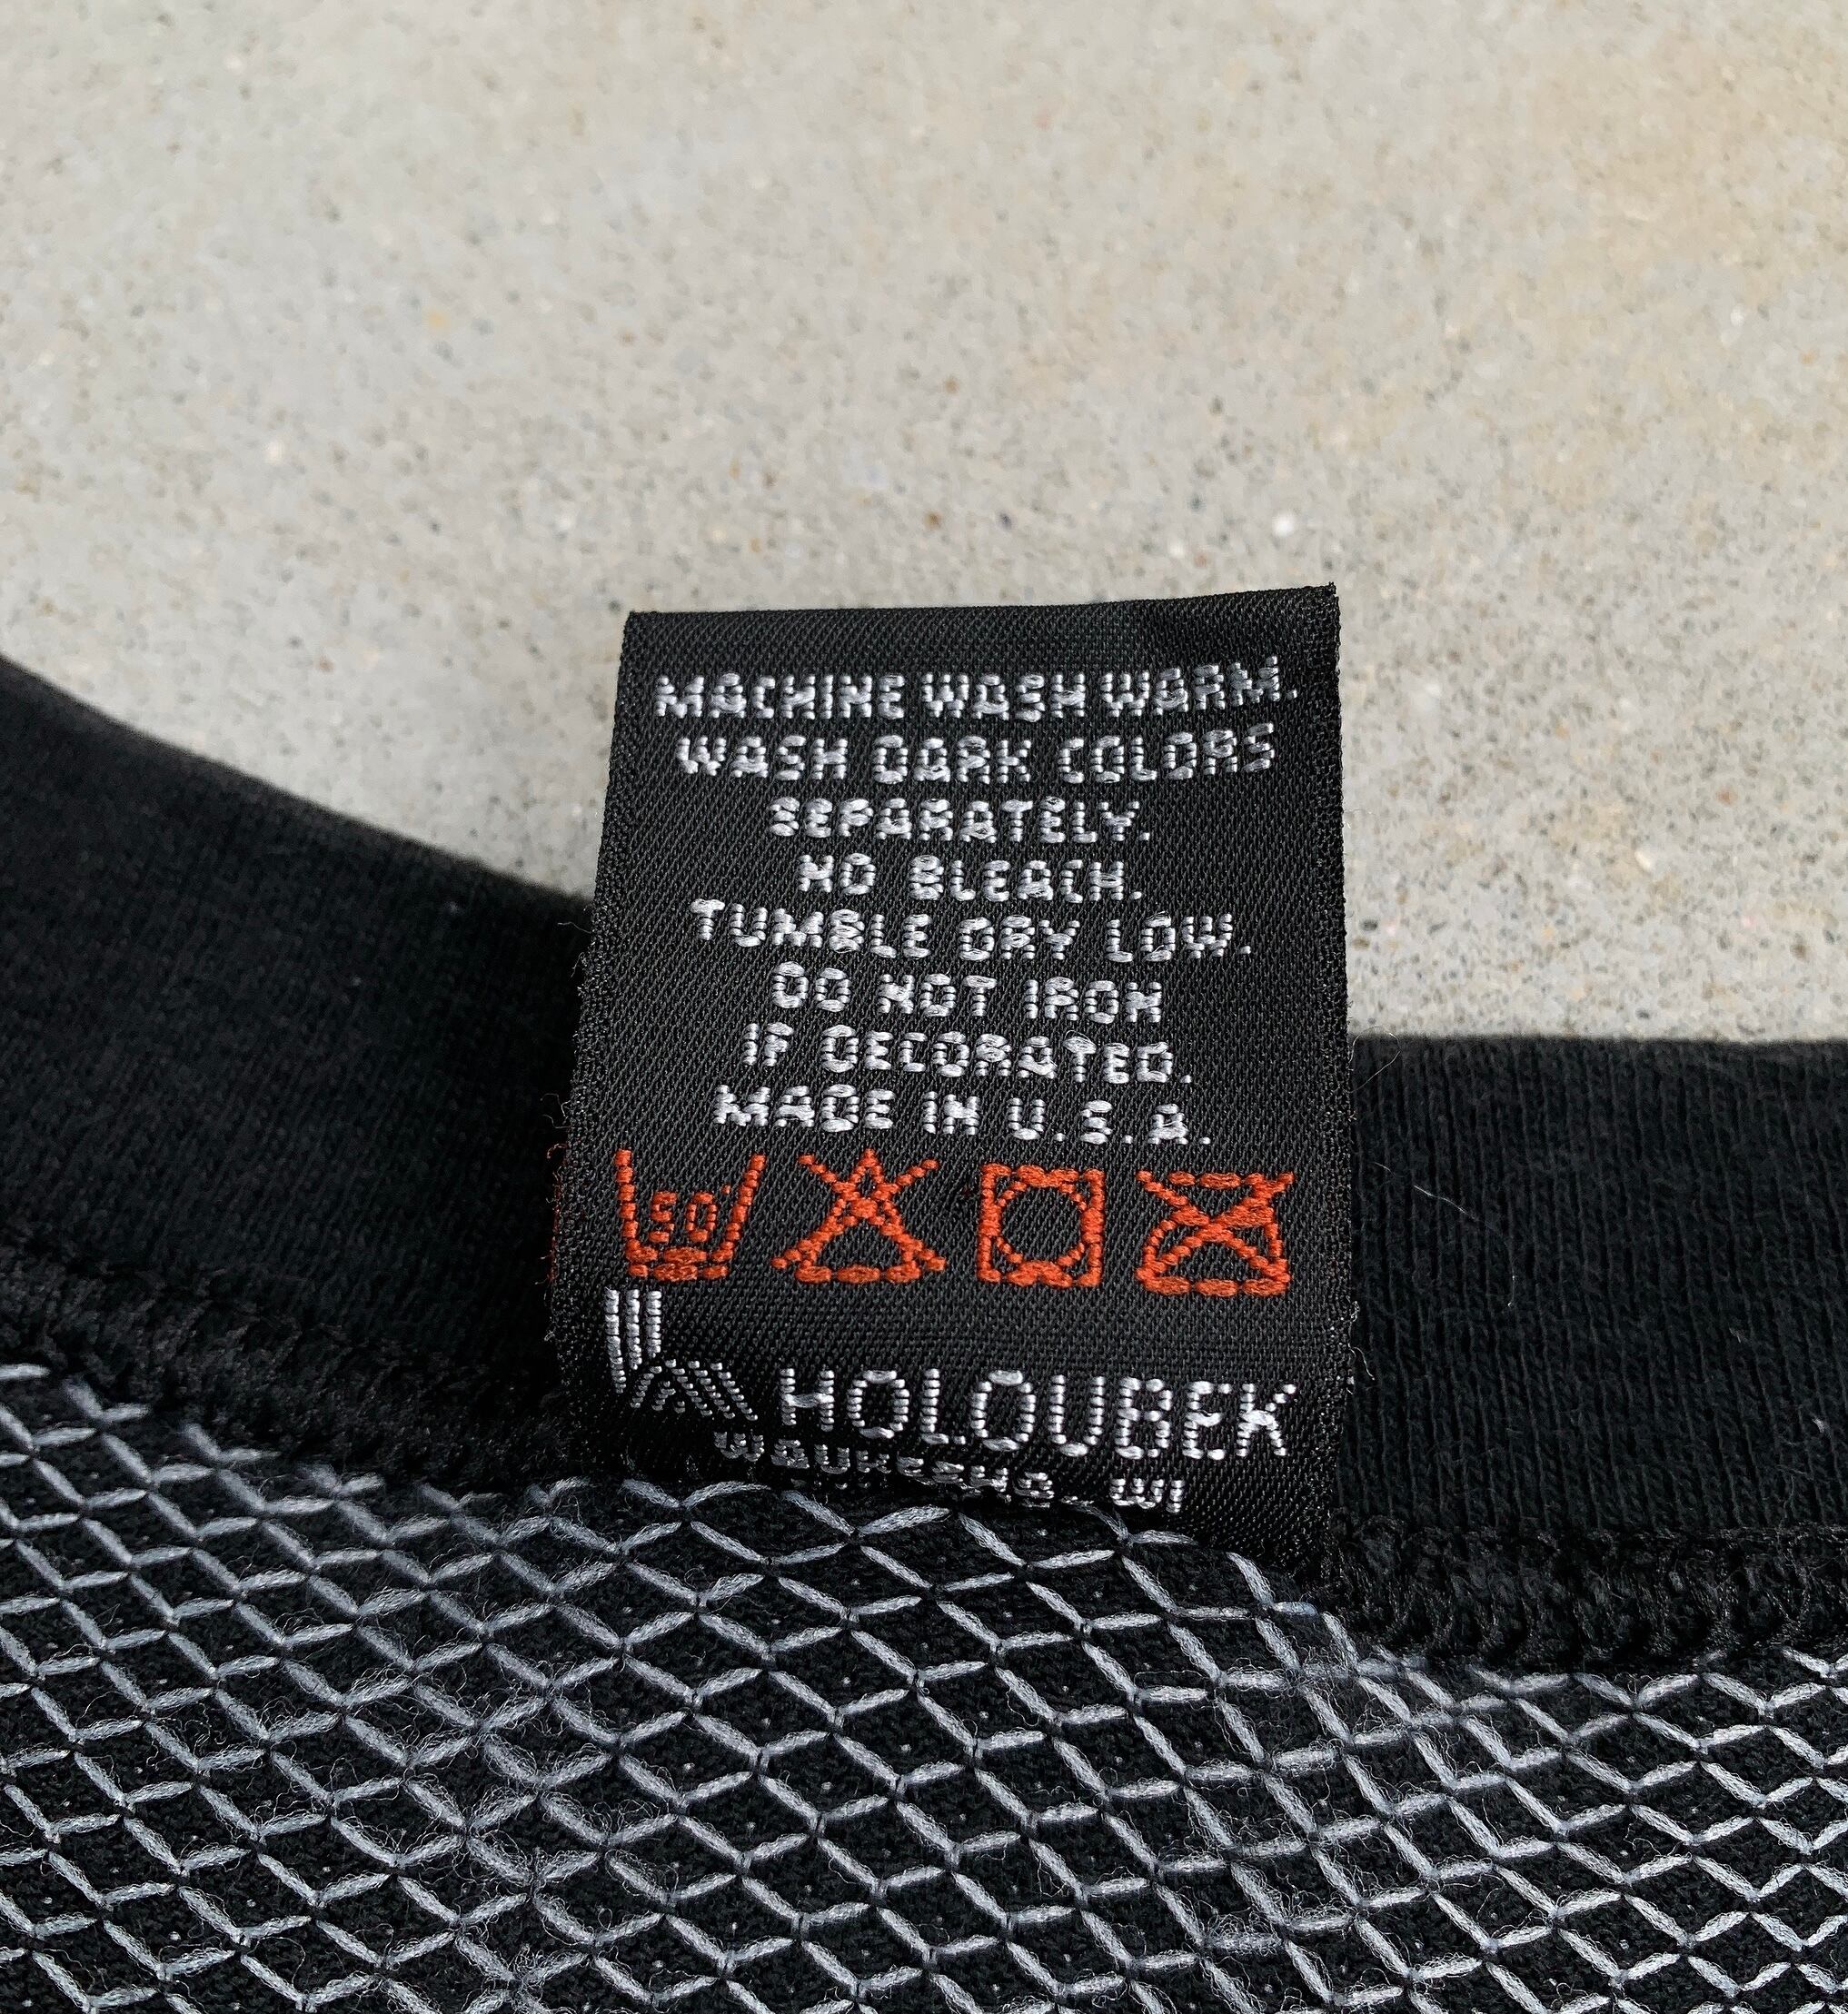 MACHINE WASH WARM.
WASH DARK COLORS
SEPARATELY.
NO BLEACH.
TUMBLE DRY LOW.
DO NOT IRON
IF DECORATED.
MADE IN U.S.A.
50°
HOLOUBEK
WAUKESHA, WI